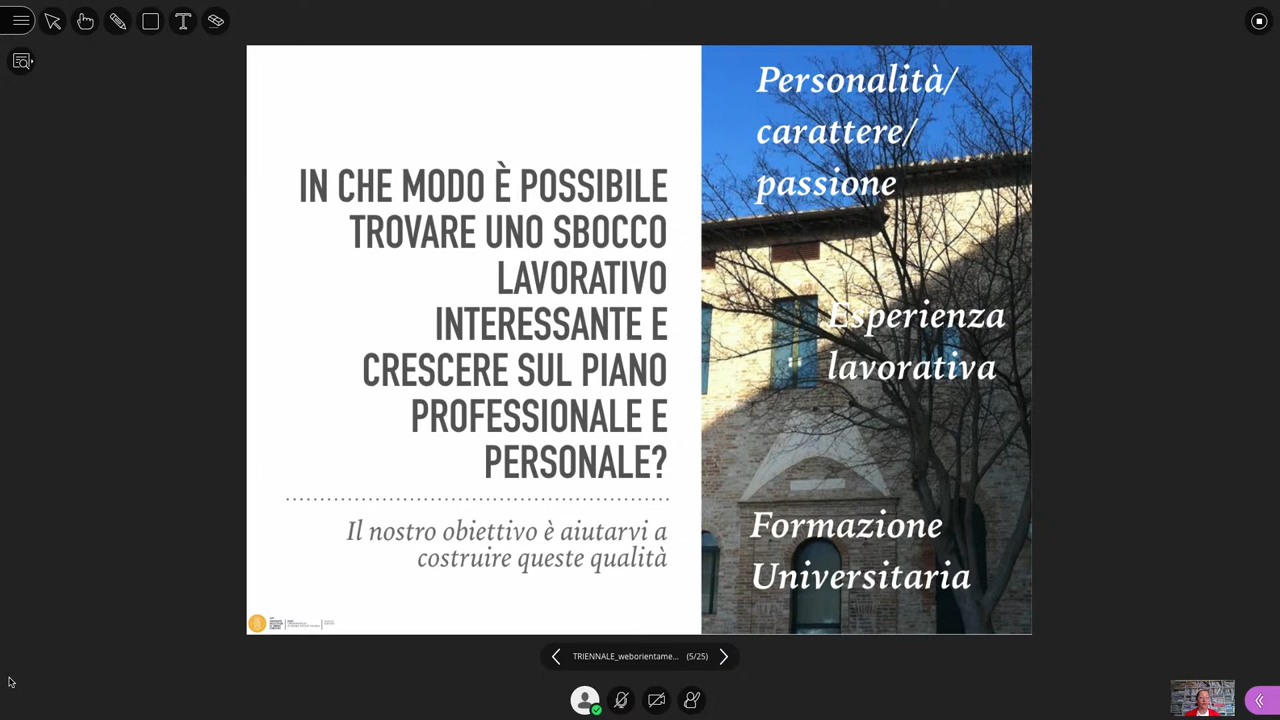 IN CHE MODO È POSSIBILE
TROVARE UNO SBOCCO
LAVORATIVO
INTERESSANTE E
CRESCERE SUL PIANO
PROFESSIONALE E
PERSONALE?
Il nostro obiettivo è aiutarvi a
costruire queste qualità
Personalità/
carattere/
passione
Esperienza
lavorativa
Formazione
Universitaria
TRIENNALE_weborientame... (5/25)